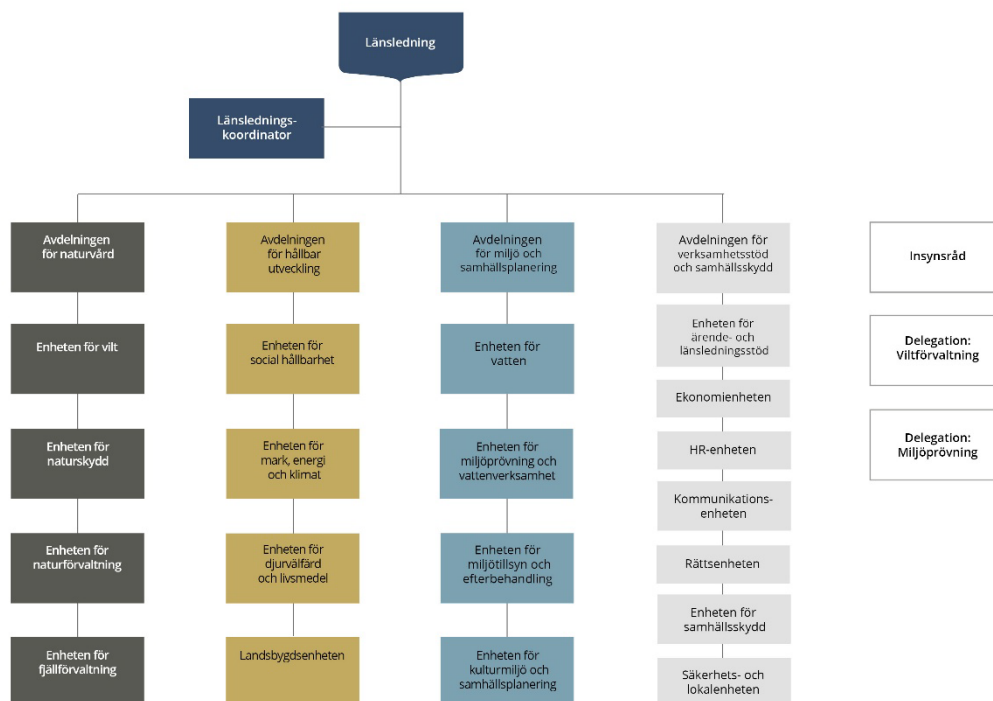 Länsledning
Länslednings-
koordinator
Avdelningen
för naturvård
Enheten för vilt
Enheten för
naturskydd
Enheten för
naturförvaltning
Enheten för
fjällförvaltning
Avdelningen
för hållbar
utveckling
Enheten för
social hållbarhet
Enheten för
mark, energi
och klimat
Enheten för
djurvälfärd
och livsmedel
Landsbygdsenheten
Avdelningen
för miljö och
samhällsplanering
Enheten för
vatten
Enheten för
miljöprövning och
vattenverksamhet
Enheten för
miljötillsyn och
efterbehandling
Enheten för
kulturmiljö och
samhällsplanering
Avdelningen för
verksamhetsstöd
och samhällsskydd
Enheten för
ärende- och
länsledningsstöd
Ekonomienheten
HR-enheten
Kommunikations-
enheten
Rättsenheten
Enheten för
samhällsskydd
Säkerhets- och
lokalenheten
Insynsråd
Delegation:
Viltförvaltning
Delegation:
Miljöprövning